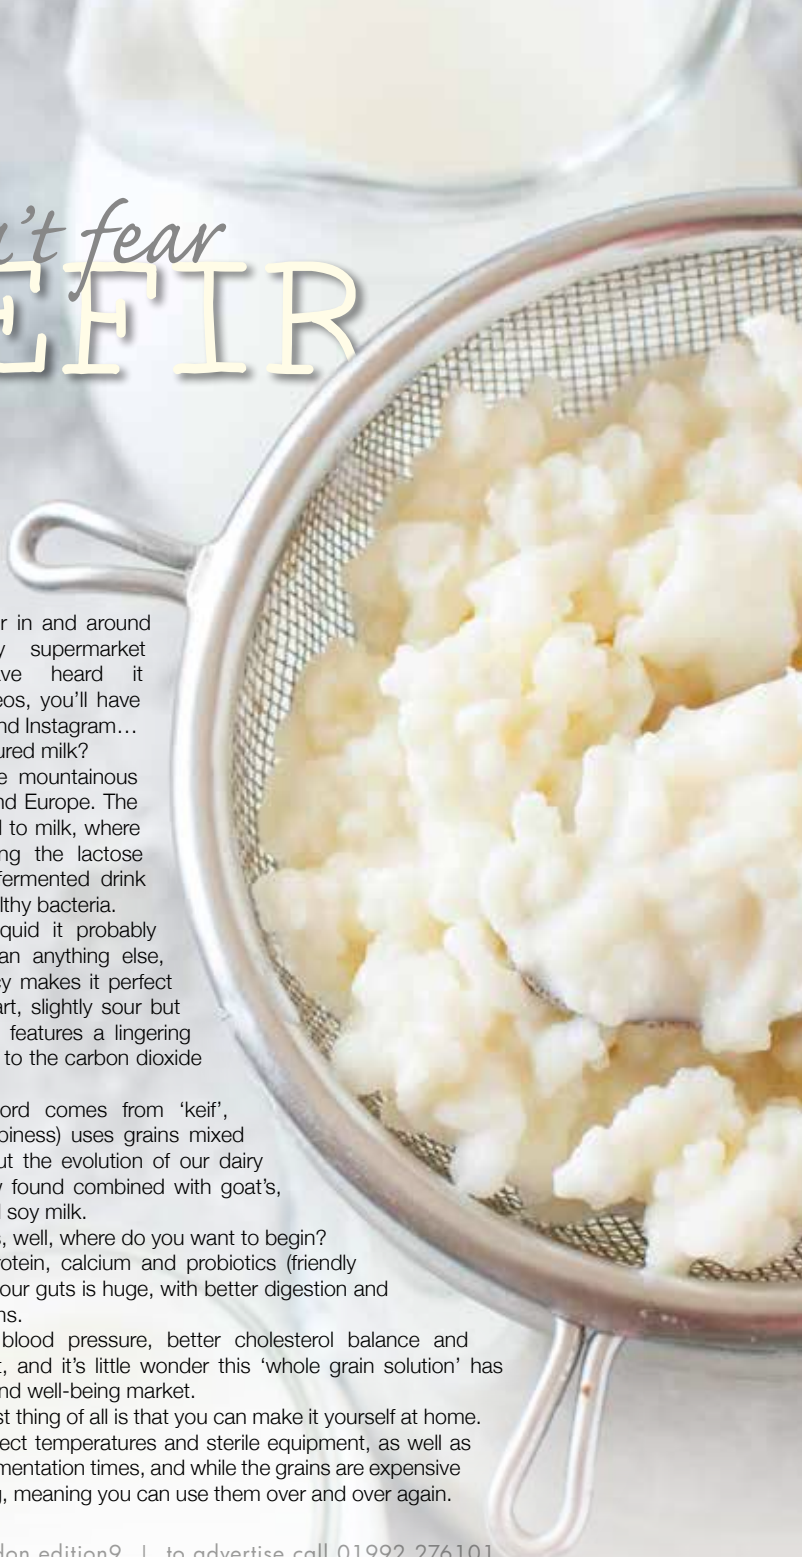 't fear
EFIR
r in and around
y supermarket
ve heard it
eos, you'll have
nd Instagram…
ured milk?
e mountainous
nd Europe. The
to milk, where
ng the lactose
fermented drink
lthy bacteria.
quid it probably
an anything else,
cy makes it perfect
art, slightly sour but
features a lingering
to the carbon dioxide
ord comes from ‘keif’,
piness) uses grains mixed
ut the evolution of our dairy
y found combined with goat’s,
soy milk.
s, well, where do you want to begin?
otein, calcium and probiotics (friendly
our guts is huge, with better digestion and
ns.
blood pressure, better cholesterol balance and
t, and it’s little wonder this ‘whole grain solution’ has
nd well-being market.
st thing of all is that you can make it yourself at home.
ect temperatures and sterile equipment, as well as
mentation times, and while the grains are expensive
g, meaning you can use them over and over again.
don edition9 | to advertise call 01992 276101